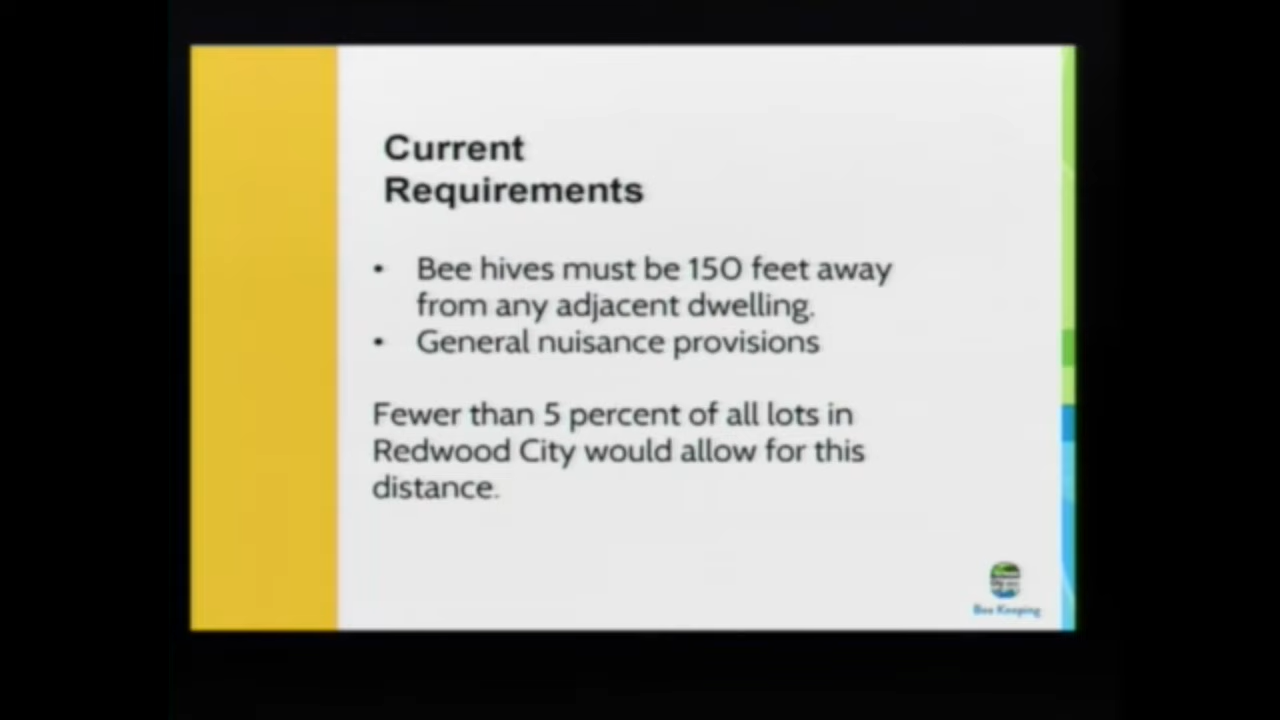 Current
Requirements
• Bee hives must be 150 feet away
from any adjacent dwelling.
• General nuisance provisions
Fewer than 5 percent of all lots in
Redwood City would allow for this
distance.
Bee Keeping